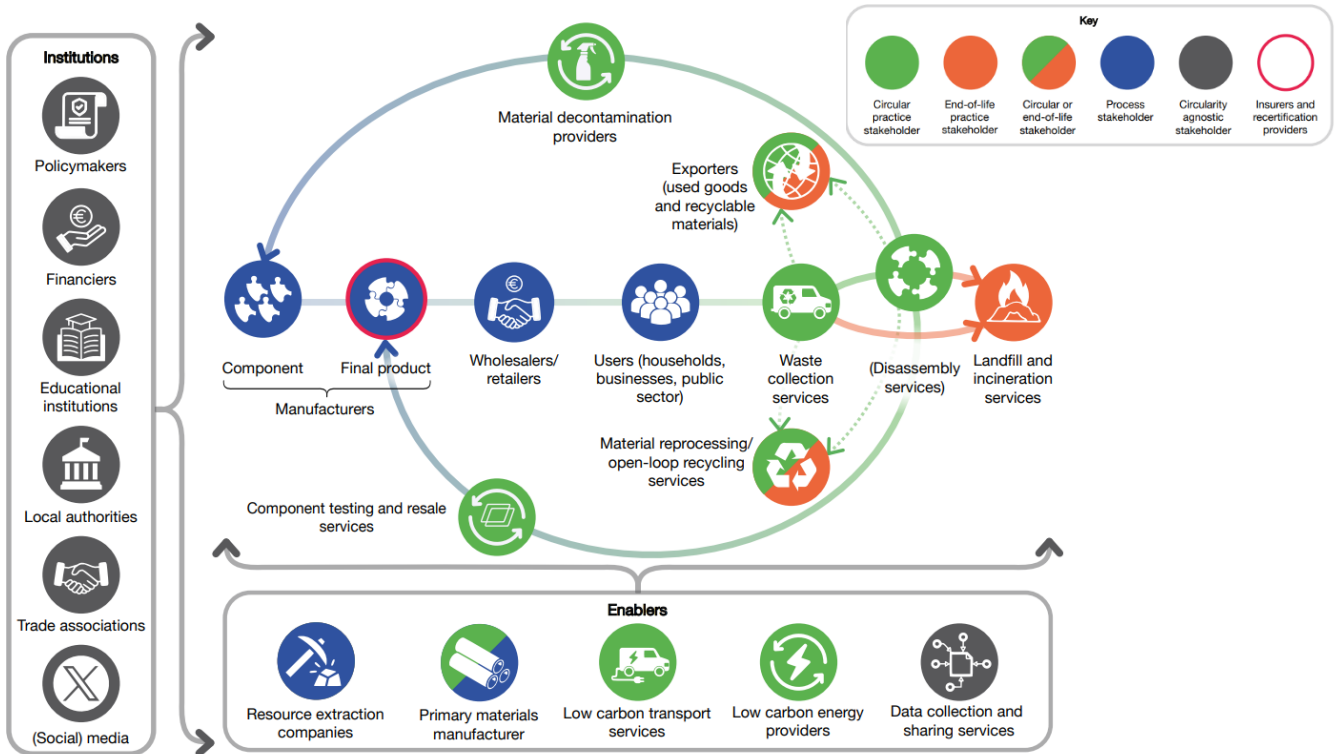 Institutions
Policymakers
Financiers
Educational
institutions
Local authorities
Trade associations
(Social) media
Key
Circular
practice
stakeholder
End-of-life
practice
stakeholder
Circular or
end-of-life
stakeholder
Process
stakeholder
Circularity
agnostic
stakeholder
Insurers and
recertification
providers
Material decontamination
providers
Exporters
(used goods
and recyclable
materials)
Component
Final product
Manufacturers
Wholesalers/
retailers
Users (households,
businesses, public
sector)
Waste
collection
services
(Disassembly
services)
Landfill and
incineration
services
Material reprocessing/
open-loop recycling
services
Component testing and resale
services
Enablers
Resource extraction
companies
Primary materials
manufacturer
Low carbon transport
services
Low carbon energy
providers
Data collection and
sharing services